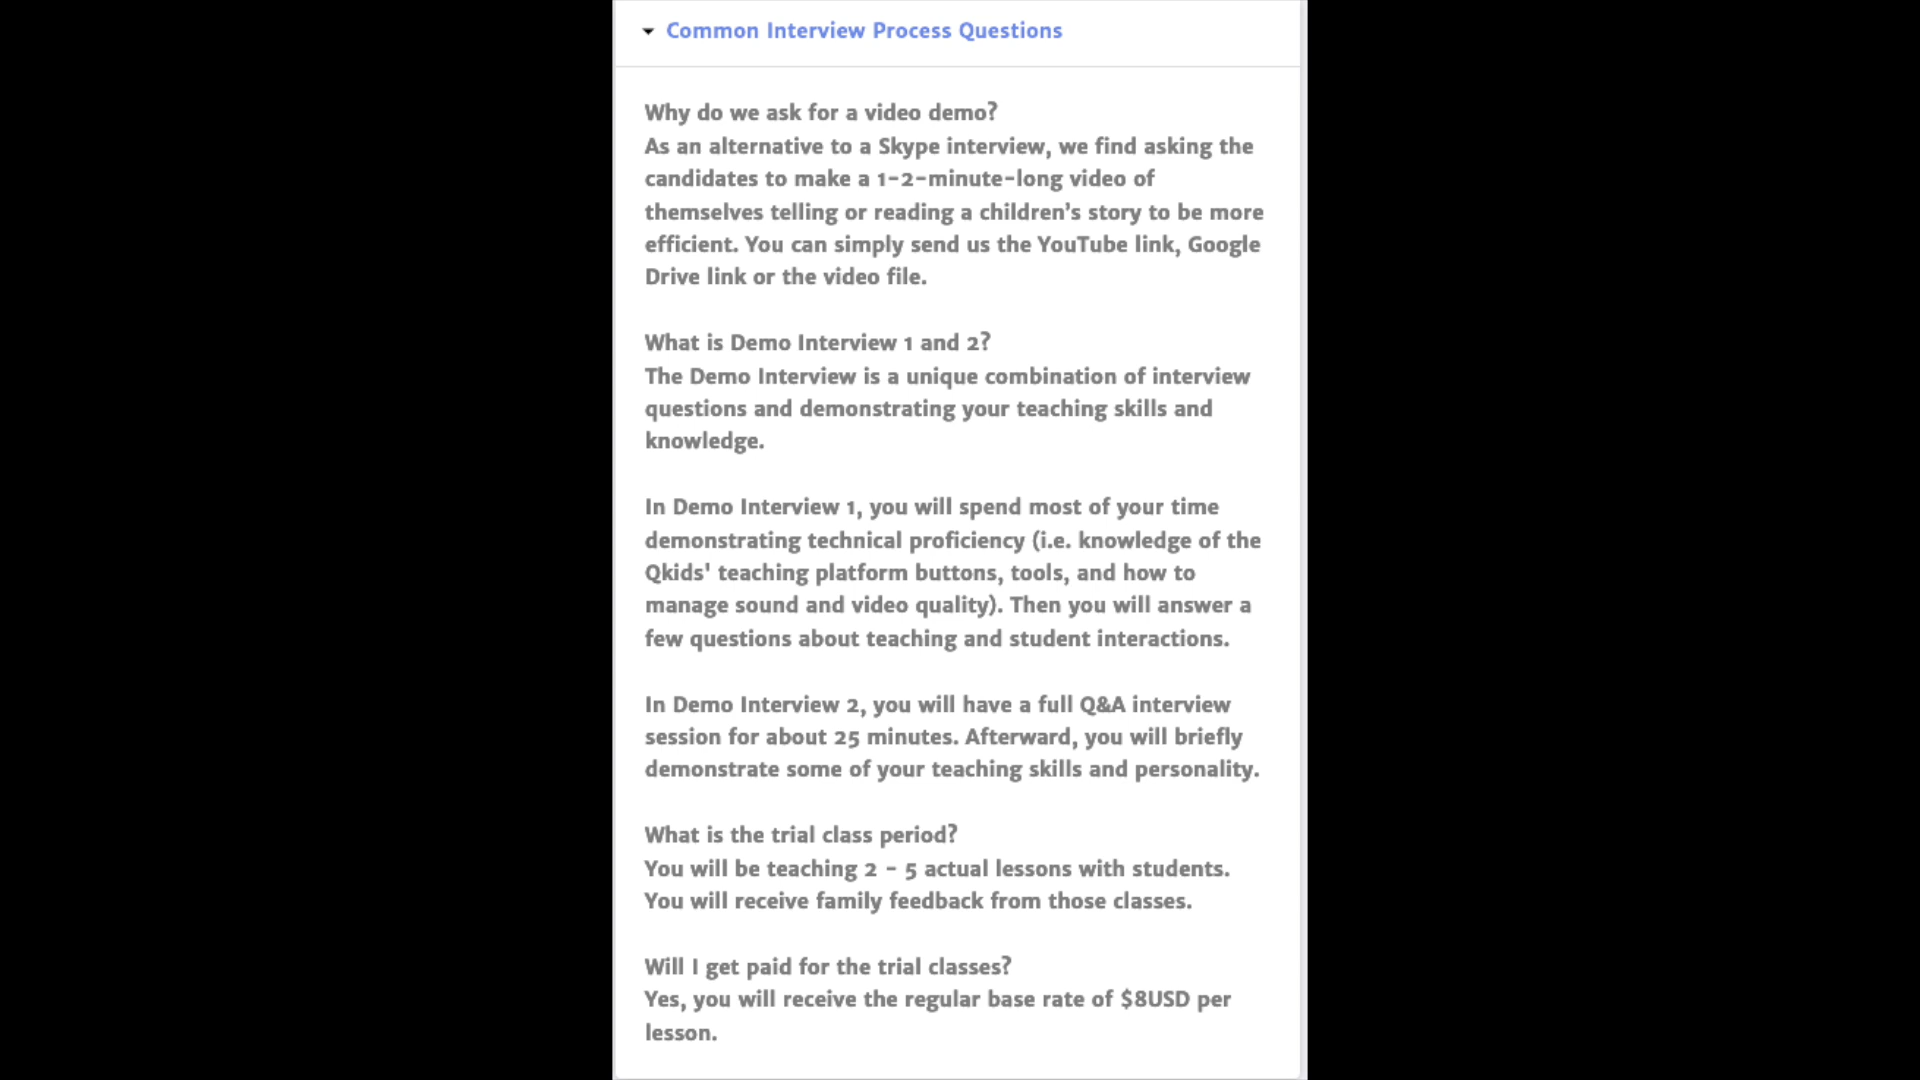 Common Interview Process Questions
Why do we ask for a video demo?
As an alternative to a Skype interview, we find asking the
candidates to make a 1-2-minute-long video of
themselves telling or reading a children's story to be more
efficient. You can simply send us the YouTube link, Google
Drive link or the video file.
What is Demo Interview 1 and 2?
The Demo Interview is a unique combination of interview
questions and demonstrating your teaching skills and
knowledge.
In Demo Interview 1, you will spend most of your time
demonstrating technical proficiency (i.e. knowledge of the
Qkids' teaching platform buttons, tools, and how to
manage sound and video quality). Then you will answer a
few questions about teaching and student interactions.
In Demo Interview 2, you will have a full Q&A interview
session for about 25 minutes. Afterward, you will briefly
demonstrate some of your teaching skills and personality.
What is the trial class period?
You will be teaching 2 - 5 actual lessons with students.
You will receive family feedback from those classes.
Will I get paid for the trial classes?
Yes, you will receive the regular base rate of $8USD per
lesson.